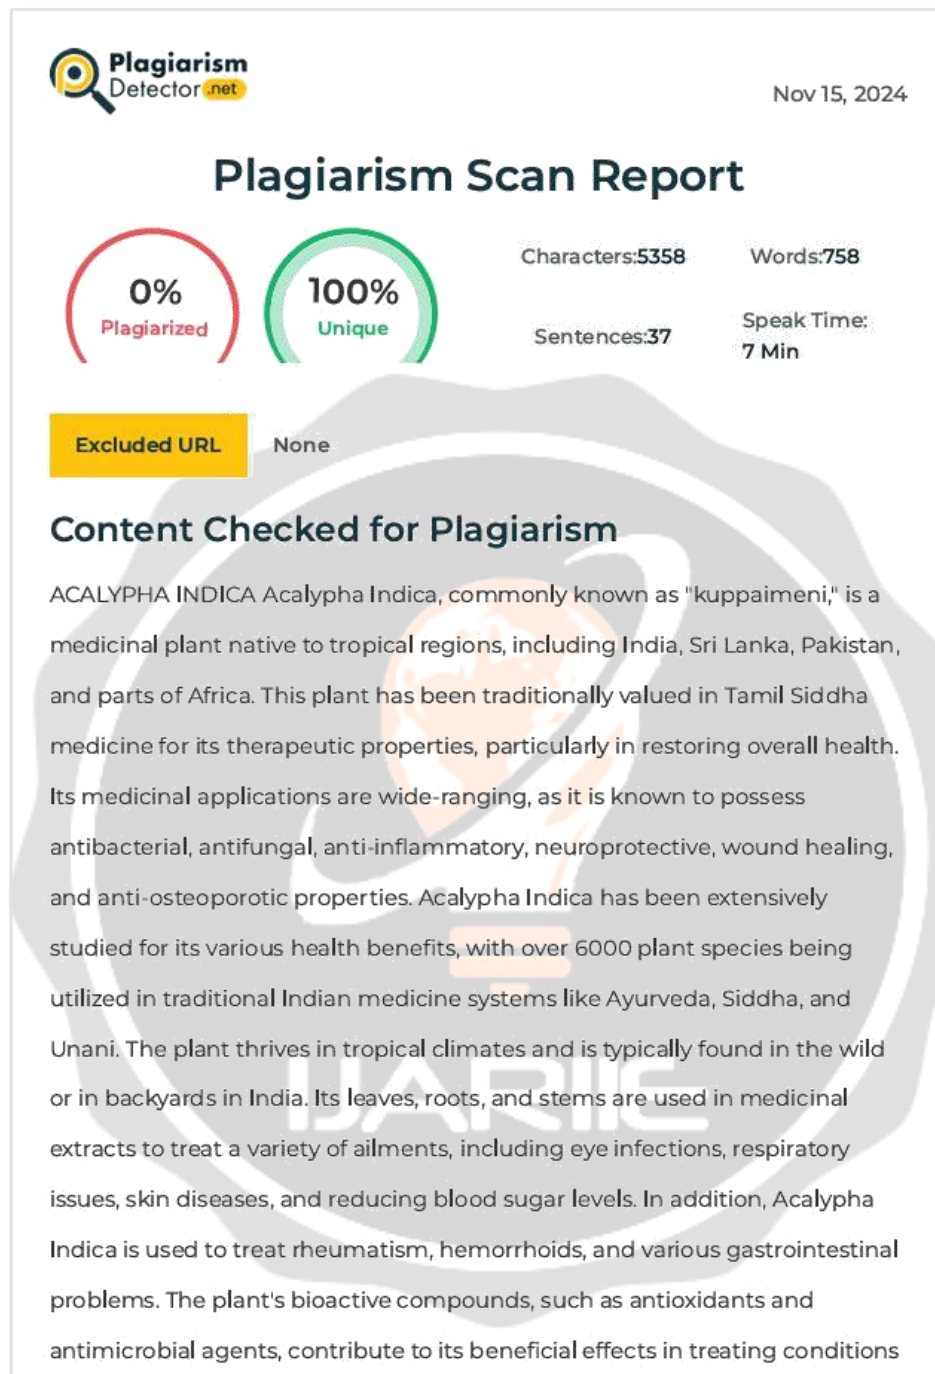 Plagiarism
Detector .net
Nov 15, 2024
Plagiarism Scan Report
0%
Plagiarized
100%
Unique
Characters:5358
Words:758
Sentences:37
Speak Time:
7 Min
Excluded URL
None
Content Checked for Plagiarism
ACALYPHA INDICA Acalypha Indica, commonly known as "kuppaimeni," is a
medicinal plant native to tropical regions, including India, Sri Lanka, Pakistan,
and parts of Africa. This plant has been traditionally valued in Tamil Siddha
medicine for its therapeutic properties, particularly in restoring overall health.
Its medicinal applications are wide-ranging, as it is known to possess
antibacterial, antifungal, anti-inflammatory, neuroprotective, wound healing,
and anti-osteoporotic properties. Acalypha Indica has been extensively
studied for its various health benefits, with over 6000 plant species being
utilized in traditional Indian medicine systems like Ayurveda, Siddha, and
Unani. The plant thrives in tropical climates and is typically found in the wild
or in backyards in India. Its leaves, roots, and stems are used in medicinal
extracts to treat a variety of ailments, including eye infections, respiratory
issues, skin diseases, and reducing blood sugar levels. In addition, Acalypha
Indica is used to treat rheumatism, hemorrhoids, and various gastrointestinal
problems. The plant's bioactive compounds, such as antioxidants and
antimicrobial agents, contribute to its beneficial effects in treating conditions
IJARIIE